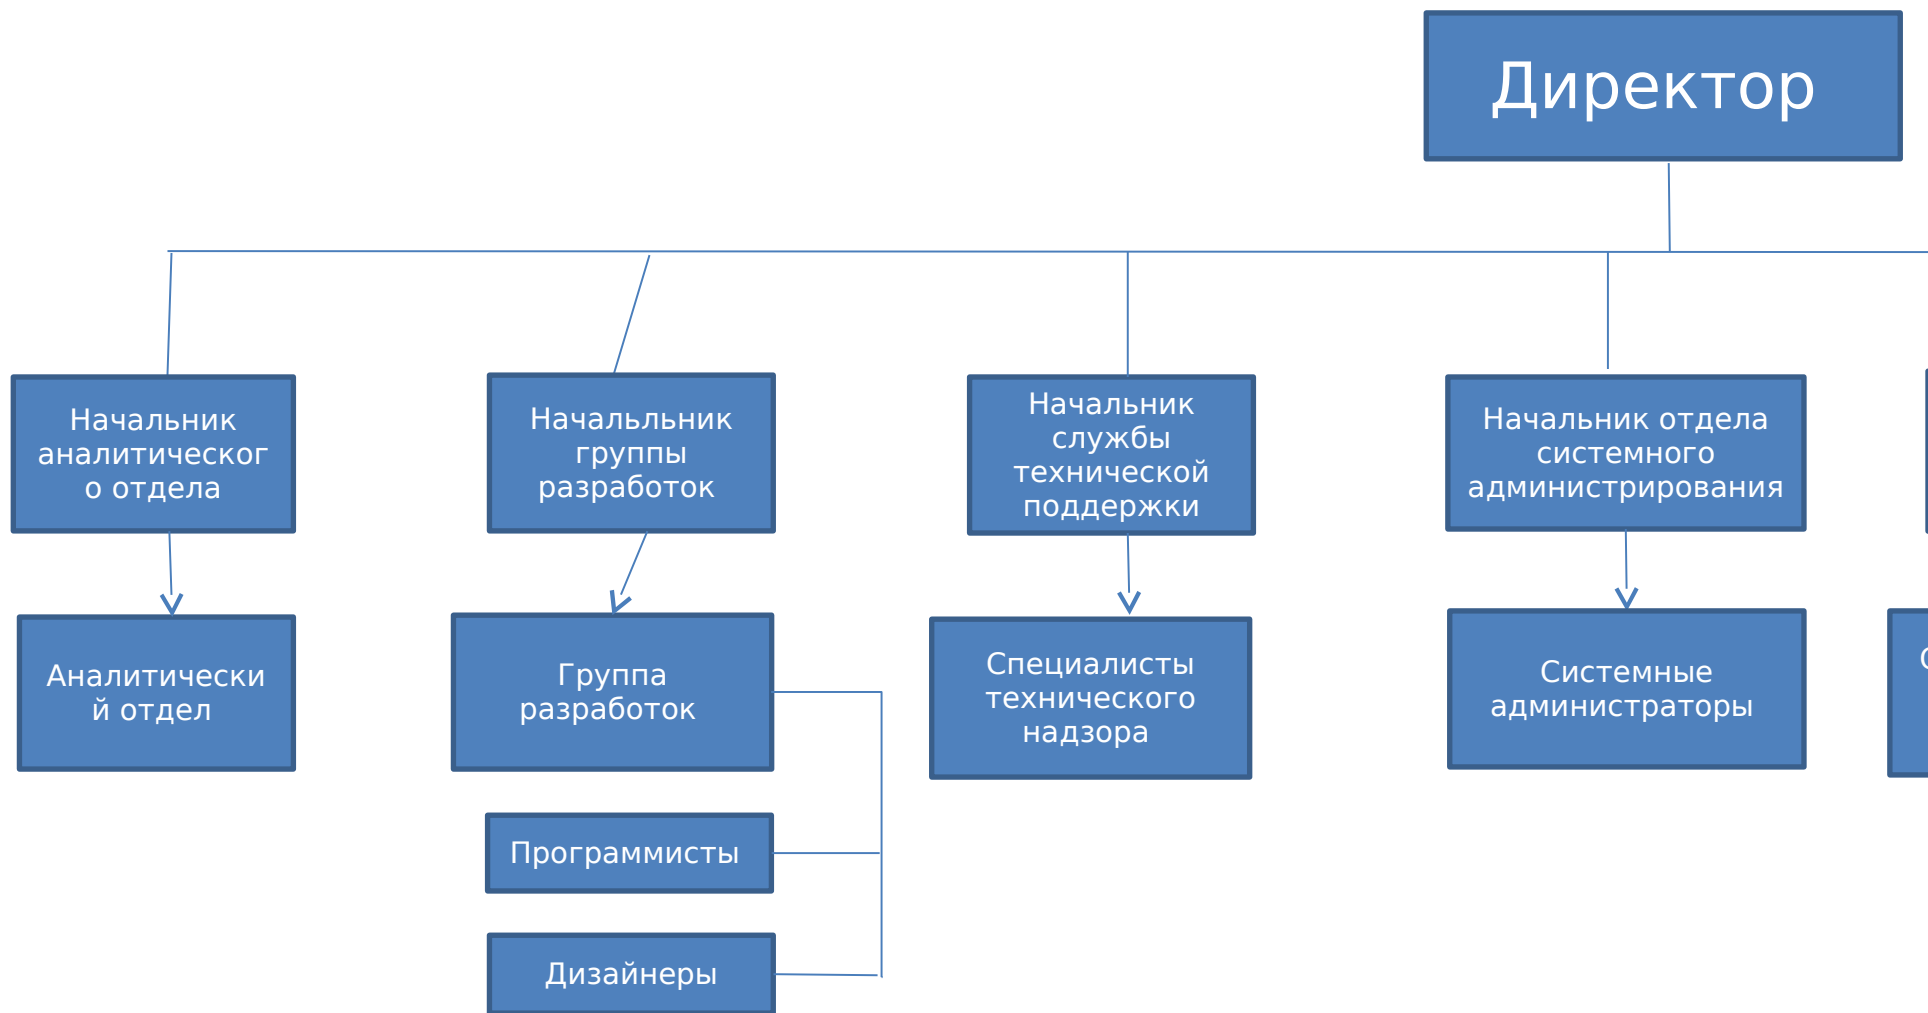 Директор
Начальник
аналитическог
о отдела
Начальльник
группы
разработок
Начальник
службы
технической
поддержки
Начальник отдела
системного
администрирования
Аналитически
й отдел
Группа
разработок
Специалисты
технического
надзора
Системные
администраторы
Программисты
Дизайнеры